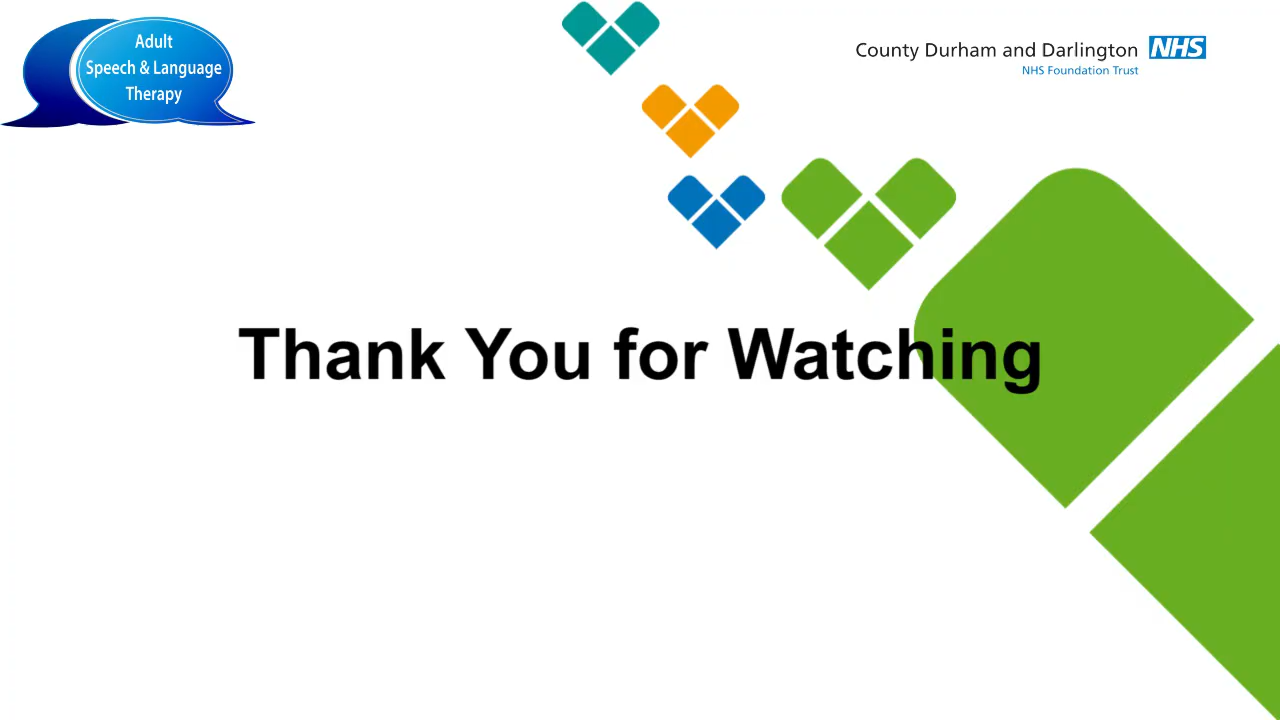 Adult
Speech & Language
Therapy
County Durham and Darlington NHS
NHS Foundation Trust
Thank You for Watching